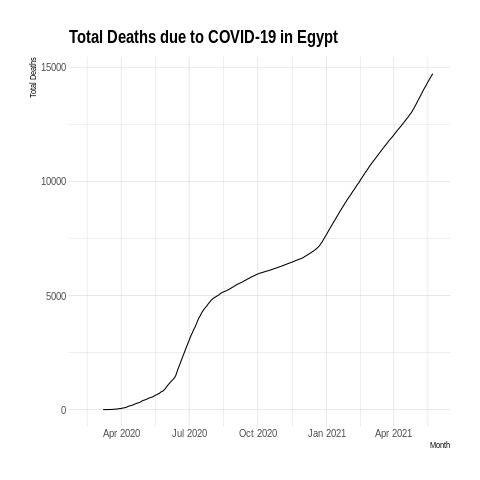 Total Deaths due to COVID-19 in Egypt
Total Deaths
15000
10000
5000
0
Apr 2020 Jul 2020 Oct 2020 Jan 2021 Apr 2021
Month